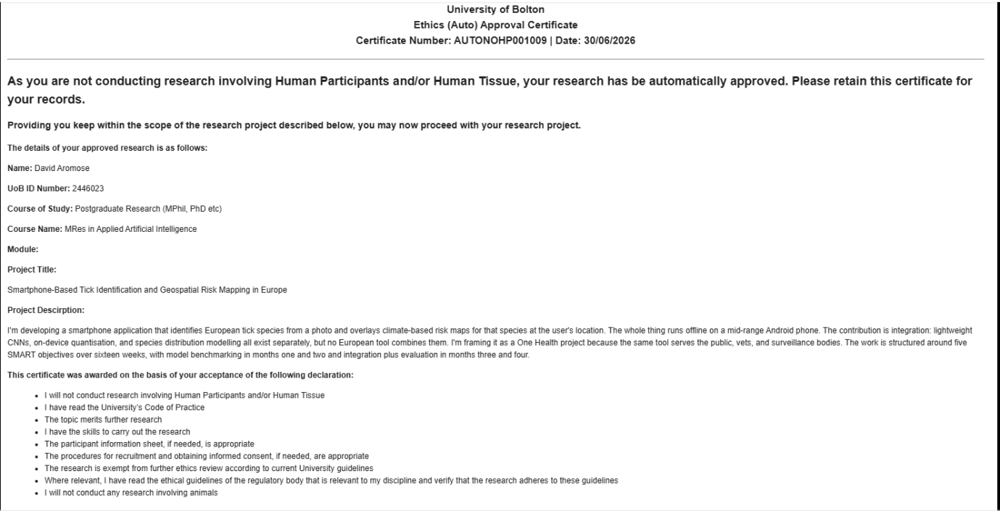 University of Bolton
Ethics (Auto) Approval Certificate
Certificate Number: AUTONOHP001009 | Date: 30/06/2026
As you are not conducting research involving Human Participants and/or Human Tissue, your research has be automatically approved. Please retain this certificate for
your records.
Providing you keep within the scope of the research project described below, you may now proceed with your research project.
The details of your approved research is as follows:
Name: David Aromose
UoB ID Number: 2446023
Course of Study: Postgraduate Research (MPhil, PhD etc)
Course Name: MRes in Applied Artificial Intelligence
Module:
Project Title:
Smartphone-Based Tick Identification and Geospatial Risk Mapping in Europe
Project Descirption:
I'm developing a smartphone application that identifies European tick species from a photo and overlays climate-based risk maps for that species at the user's location. The whole thing runs offline on a mid-range Android phone. The contribution is integration: lightweight
CNNs, on-device quantisation, and species distribution modelling all exist separately, but no European tool combines them. I'm framing it as a One Health project because the same tool serves the public, vets, and surveillance bodies. The work is structured around five
SMART objectives over sixteen weeks, with model benchmarking in months one and two and integration plus evaluation in months three and four.
This certificate was awarded on the basis of your acceptance of the following declaration:
• I will not conduct research involving Human Participants and/or Human Tissue
• I have read the University's Code of Practice
• The topic merits further research
• I have the skills to carry out the research
• The participant information sheet, if needed, is appropriate
• The procedures for recruitment and obtaining informed consent, if needed, are appropriate
• The research is exempt from further ethics review according to current University guidelines
• Where relevant, I have read the ethical guidelines of the regulatory body that is relevant to my discipline and verify that the research adheres to these guidelines
• I will not conduct any research involving animals